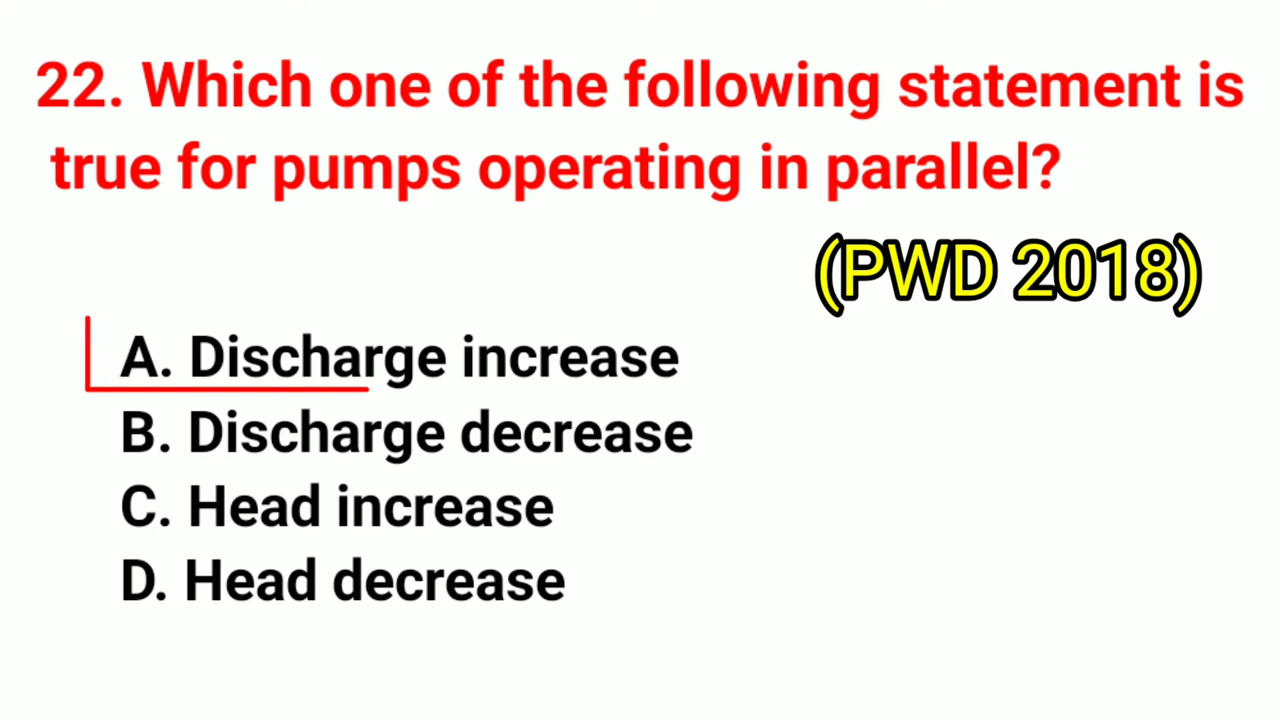 22. Which one of the following statement is
true for pumps operating in parallel?
(PWD 2018)
A. Discharge increase
B. Discharge decrease
C. Head increase
D. Head decrease